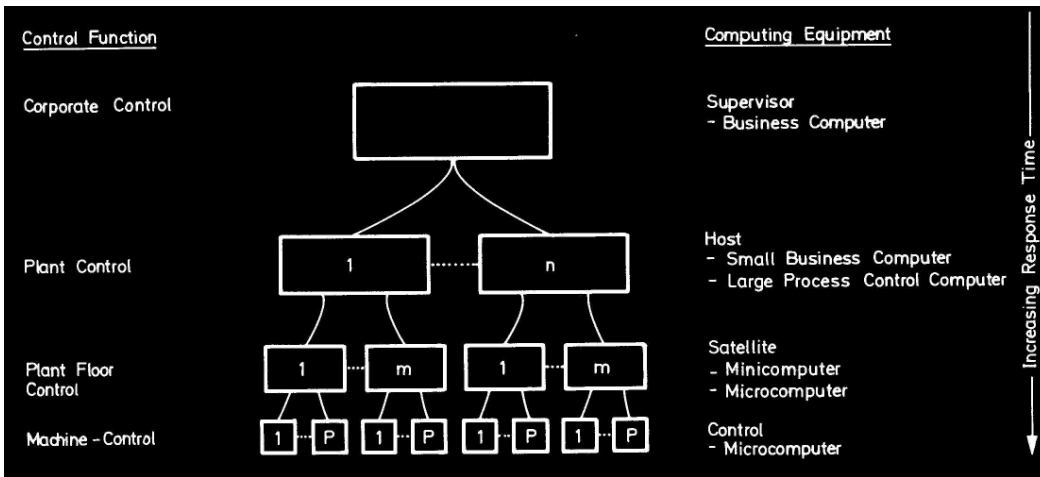 Control Function
Computing Equipment
Corporate Control
Supervisor
- Business Computer
Plant Control
1
n
Host
- Small Business Computer
- Large Process Control Computer
Plant Floor
Control
1
m
1
m
Satellite
- Minicomputer
- Microcomputer
Machine-Control
1
P
1
P
1
P
1
P
Control
- Microcomputer
Increasing Response Time